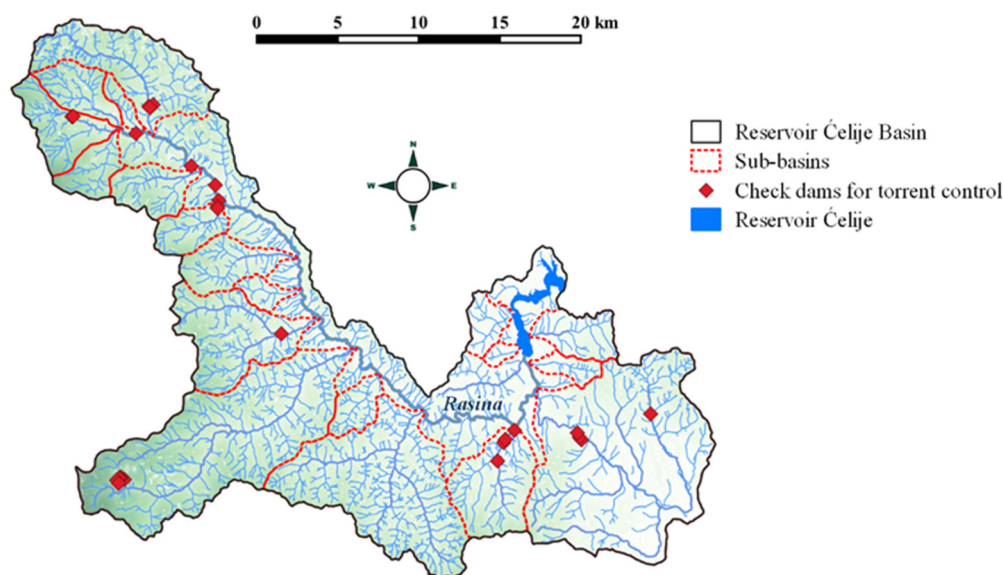 0 5 10 15 20 km
Reservoir Ćelije Basin
Sub-basins
Check dams for torrent control
Reservoir Ćelije
N
W E
S
Rasina